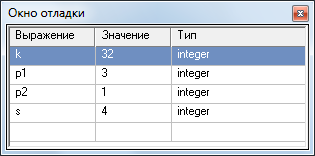 Окно отладки
Выражение Значение Тип
k 32 integer
p1 3 integer
p2 1 integer
s 4 integer